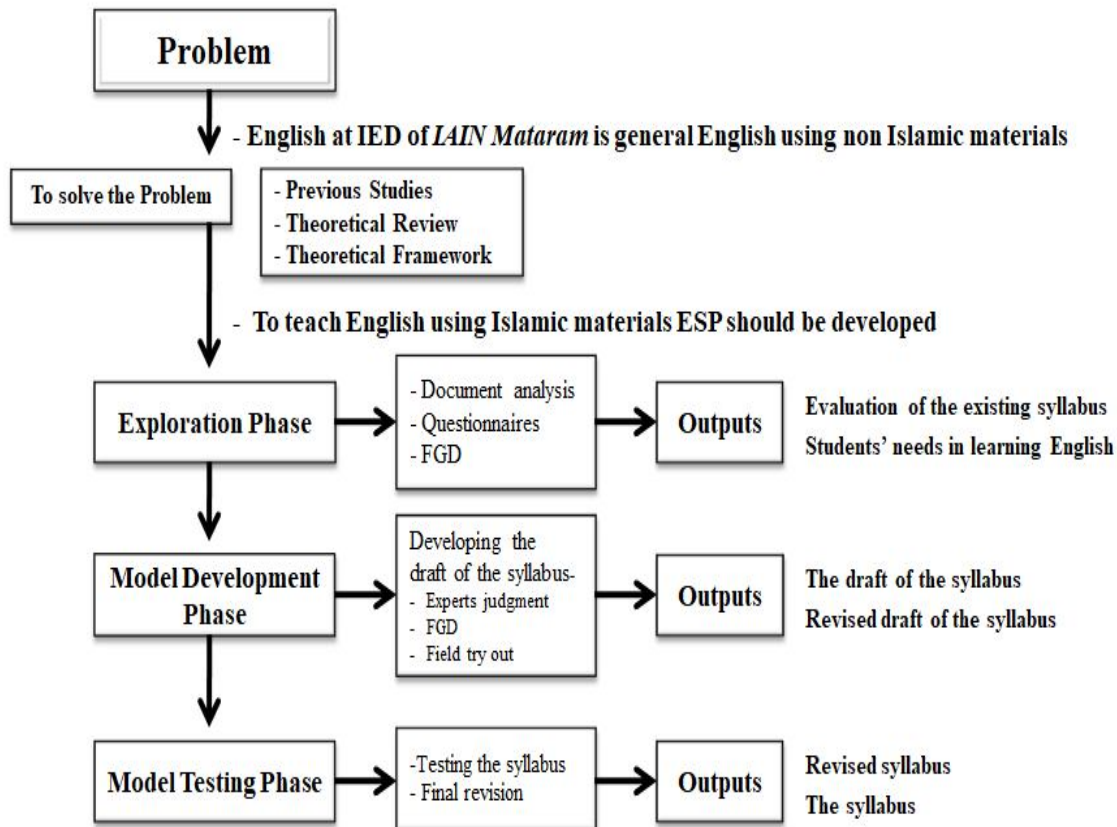 Problem
- English at IED of IAIN Mataram is general English using non Islamic materials
To solve the Problem
- Previous Studies
- Theoretical Review
- Theoretical Framework
- To teach English using Islamic materials ESP should be developed
Exploration Phase
- Document analysis
- Questionnaires
- FGD
Outputs
Evaluation of the existing syllabus
Students’ needs in learning English
Model Development
Phase
Developing the
draft of the syllabus-
- Experts judgment
- FGD
- Field try out
Outputs
The draft of the syllabus
Revised draft of the syllabus
Model Testing Phase
-Testing the syllabus
- Final revision
Outputs
Revised syllabus
The syllabus